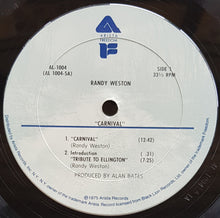 ARISTA
FREEDOM
AL-1004
(AL 1004-SA)
SIDE 1
33⅓ RPM
RANDY WESTON
"CARNIVAL"
1. "CARNIVAL" (12:42)
(Randy Weston)
2. Introduction (.31)
"TRIBUTE TO ELLINGTON" (7:25)
(Randy Weston)
PRODUCED BY ALAN BATES
℗1975 Arista Records